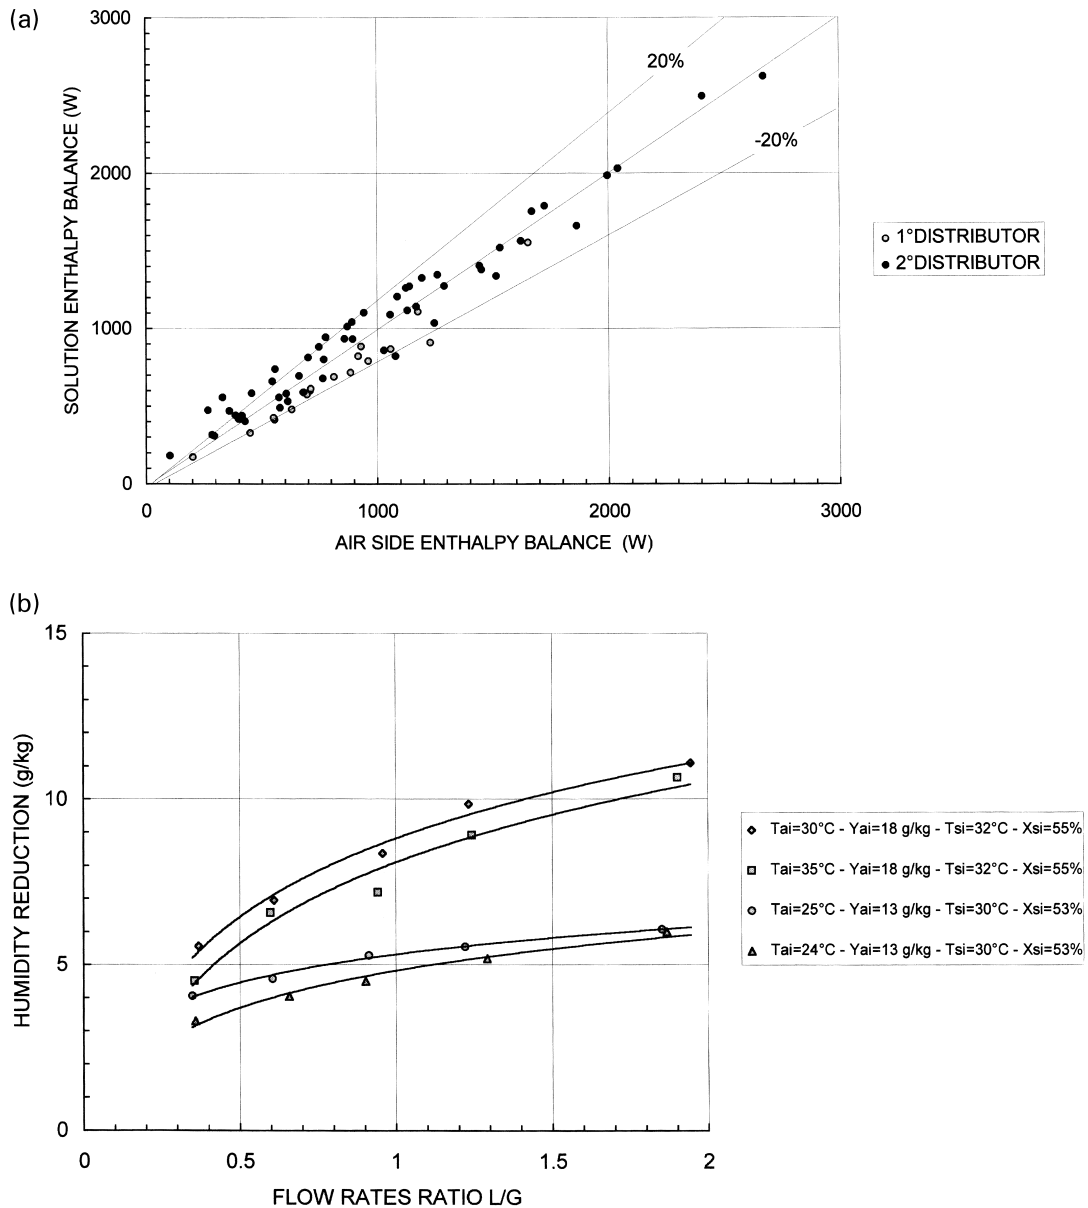 (a)
3000
2000
1000
0
SOLUTION ENTHALPY BALANCE (W)
20%
-20%
0 1000 2000 3000
AIR SIDE ENTHALPY BALANCE (W)
1°DISTRIBUTOR
2°DISTRIBUTOR
(b)
15
10
5
0
HUMIDITY REDUCTION (g/kg)
0 0.5 1 1.5 2
FLOW RATES RATIO L/G
Tai=30°C - Yai=18 g/kg - Tsi=32°C - Xsi=55%
Tai=35°C - Yai=18 g/kg - Tsi=32°C - Xsi=55%
Tai=25°C - Yai=13 g/kg - Tsi=30°C - Xsi=53%
Tai=24°C - Yai=13 g/kg - Tsi=30°C - Xsi=53%